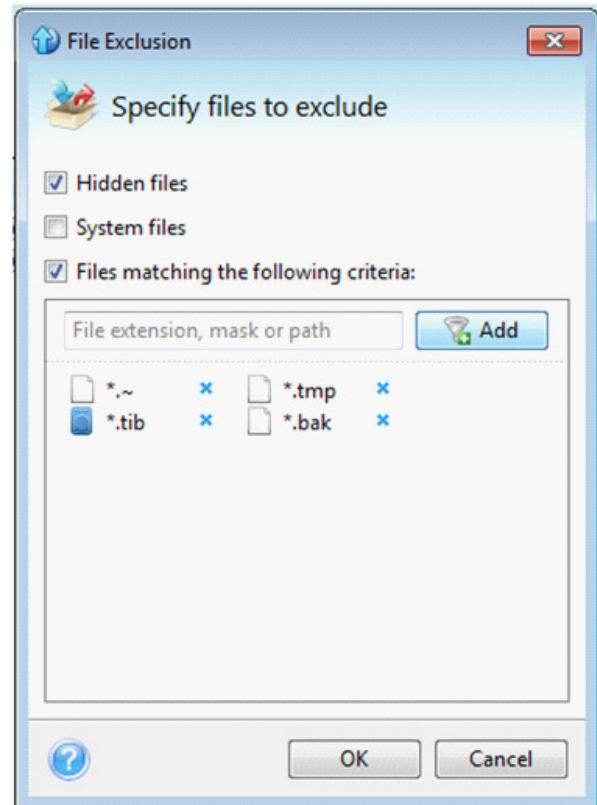 File Exclusion
Specify files to exclude
Hidden files
System files
Files matching the following criteria:
File extension, mask or path Add
*.~ *.tmp
*.tib *.bak
OK Cancel